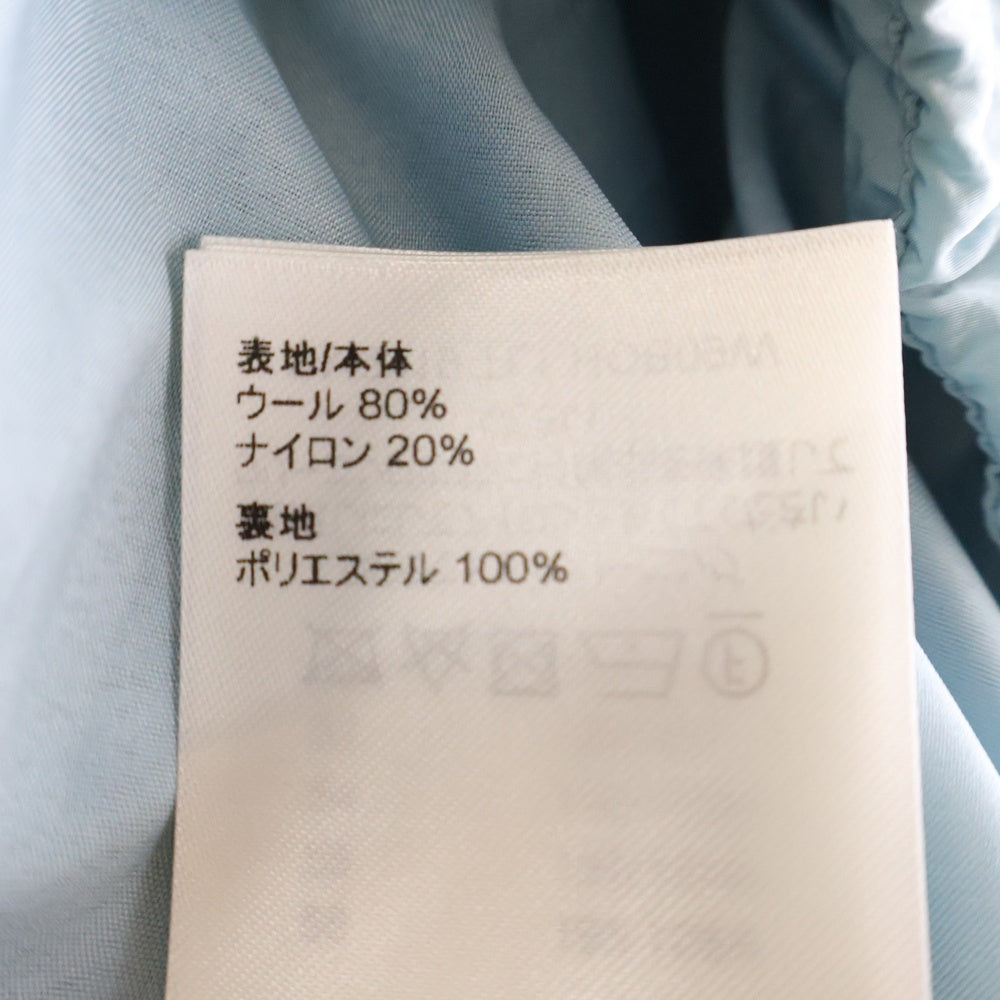 表地/本体
ウール 80%
ナイロン 20%
裏地
ポリエステル 100%